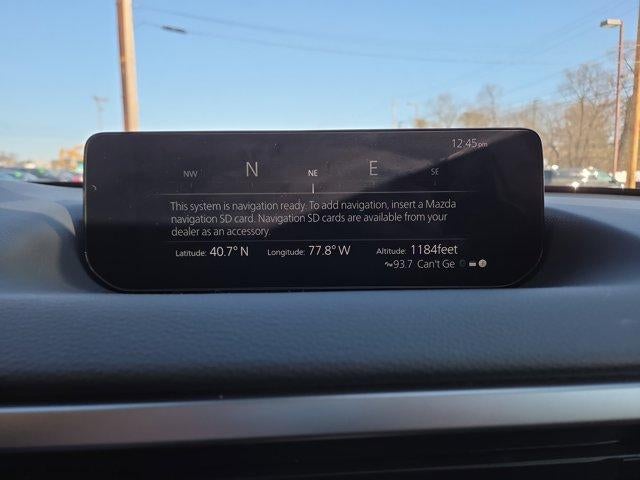 12:45pm
NW N NE E SE
This system is navigation ready. To add navigation, insert a Mazda
navigation SD card. Navigation SD cards are available from your
dealer as an accessory.
Latitude: 40.7° N Longitude: 77.8° W Altitude: 1184feet
93.7 Can't Ge